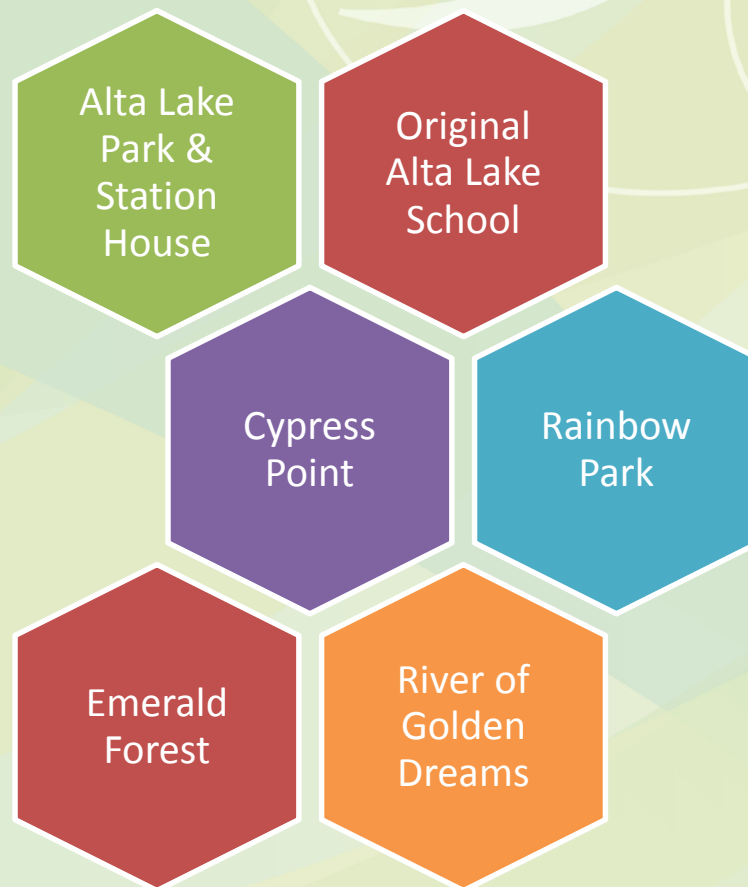 Alta Lake
Park &
Station
House
Original
Alta Lake
School
Cypress
Point
Rainbow
Park
Emerald
Forest
River of
Golden
Dreams